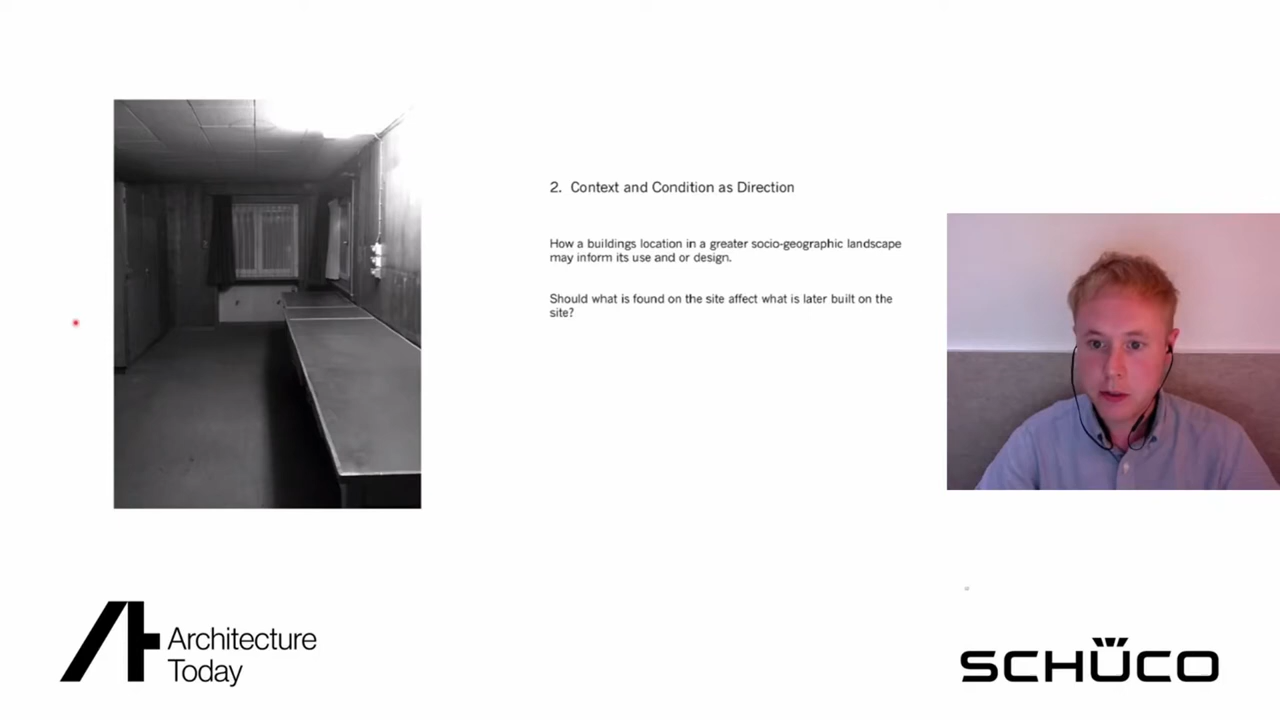 2. Context and Condition as Direction
How a buildings location in a greater socio-geographic landscape
may inform its use and or design.
Should what is found on the site affect what is later built on the
site?
Architecture
Today
SCHÜCO